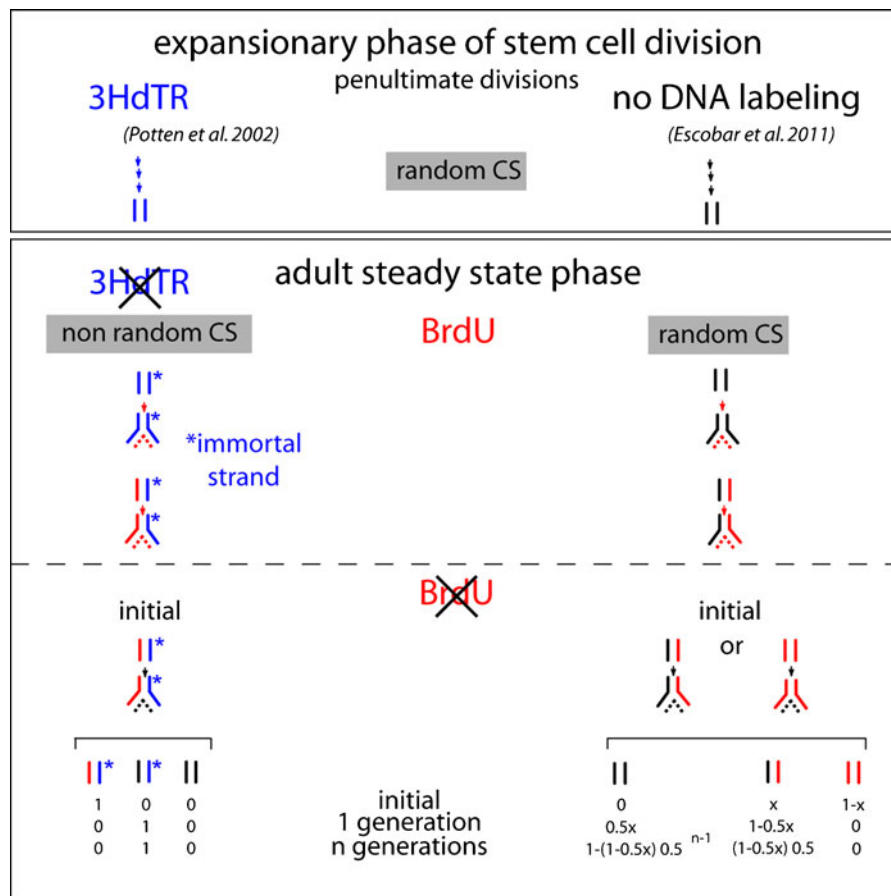 expansionary phase of stem cell division
penultimate divisions
3HdTR
no DNA labeling
(Potten et al. 2002)
(Escobar et al. 2011)
random CS
3HdTR
adult steady state phase
non random CS
BrdU
random CS
*
*
*immortal
strand
*
*
BrdU
initial
initial
or
*
*
* *
1 0 0 initial 0 x 1-x
0 1 0 1 generation 0.5x 1-0.5x 0
0 1 0 n generations 1-(1-0.5x) 0.5 n-1 (1-0.5x) 0.5 0